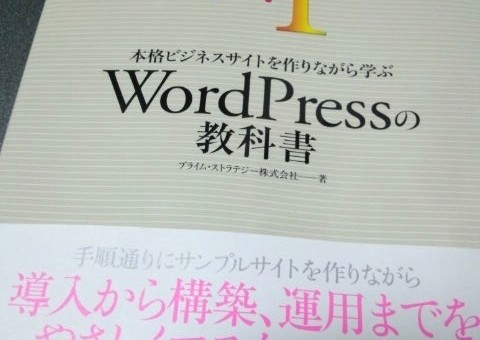 本格ビジネスサイトを作りながら学ぶ
WordPressの
教科書
プライム・ストラテジー株式会社——著
手順通りにサンプルサイトを作りながら
導入から構築、運用までを